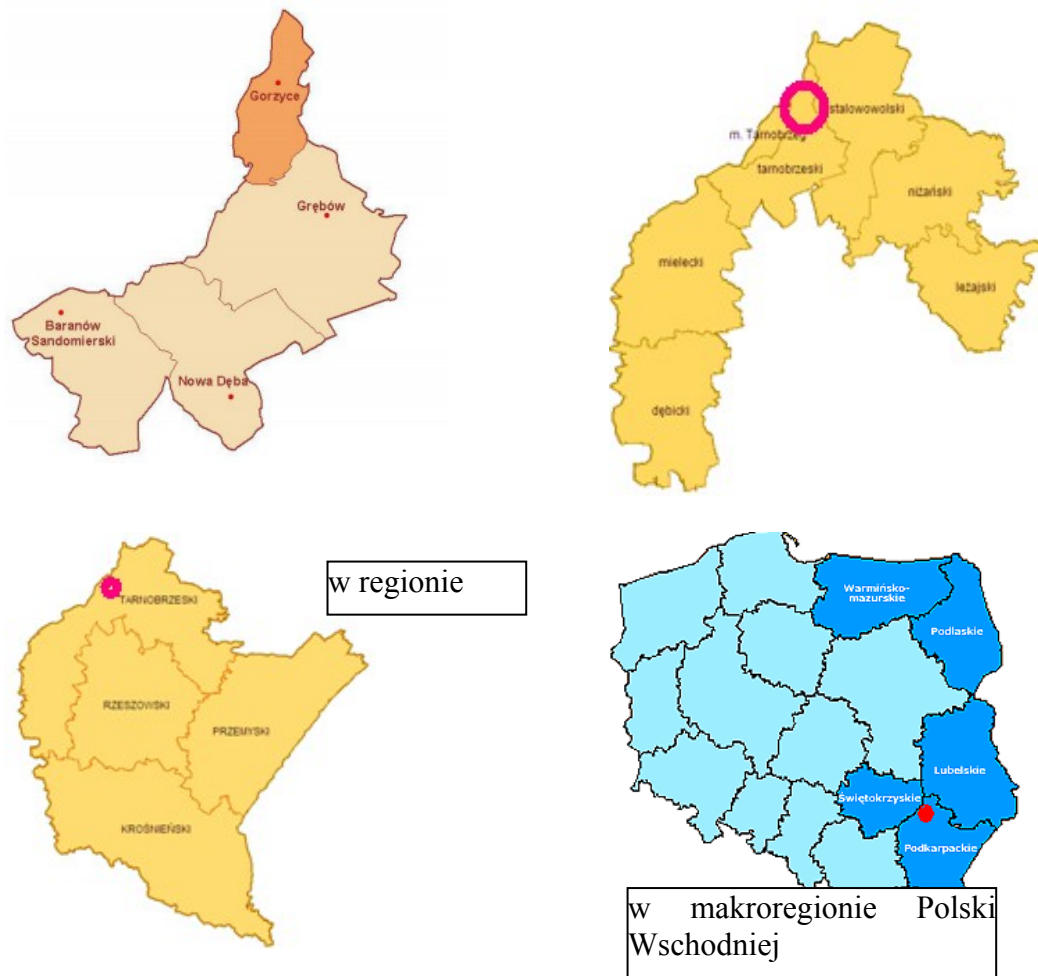 Gorzyce
Grębów
Baranów
Sandomierski
Nowa Dęba
stalowowolski
m. Tarnobrzeg
tarnobrzeski
niżański
mielecki
leżajski
dębicki
w regionie
TARNOBRZESKI
RZESZOWSKI
PRZEMYSKI
KROŚNIEŃSKI
Warmińsko-
mazurskie
Podlaskie
Lubelskie
Świętokrzyskie
Podkarpackie
w makroregionie Polski
Wschodniej